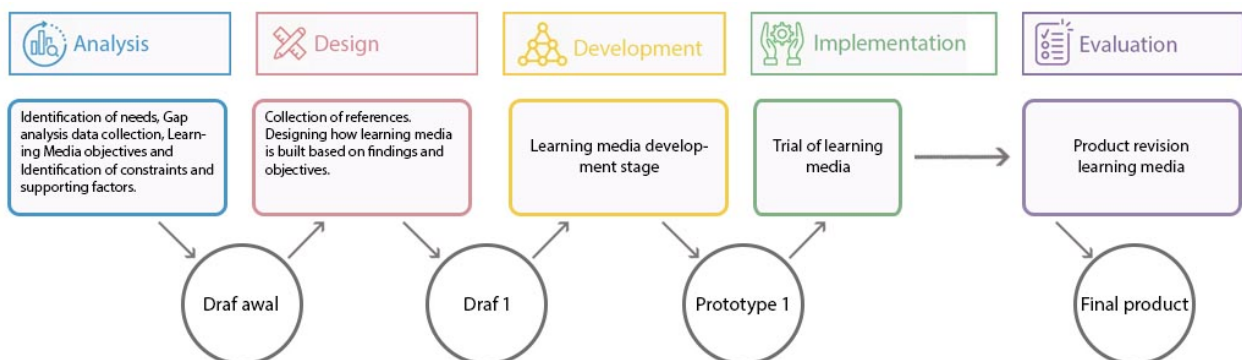 Analysis
Design
Development
Implementation
Evaluation
Identification of needs, Gap
analysis data collection, Learn-
ing Media objectives and
Identification of constraints and
supporting factors.
Collection of references.
Designing how learning media
is built based on findings and
objectives.
Learning media develop-
ment stage
Trial of learning
media
Product revision
learning media
Draf awal
Draf 1
Prototype 1
Final product